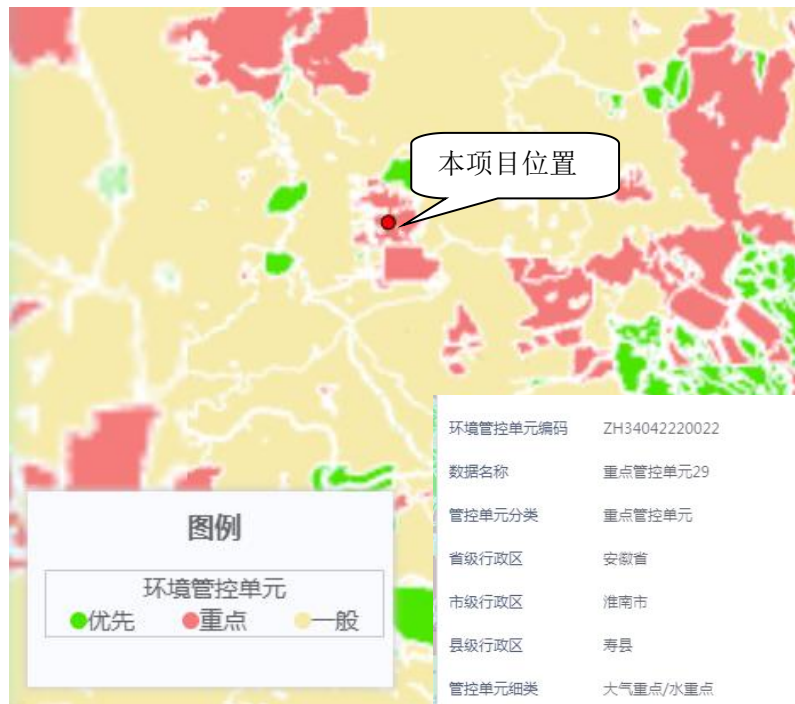 本项目位置
环境管控单元编码 ZH34042220022
数据名称 重点管控单元29
管控单元分类 重点管控单元
省级行政区 安徽省
市级行政区 淮南市
县级行政区 寿县
管控单元细类 大气重点/水重点
图例
环境管控单元
优先 重点 一般